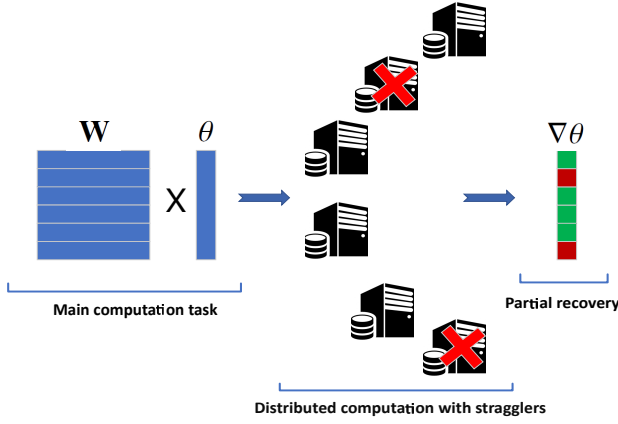 W
θ
X
∇θ
Main computation task
Partial recovery
Distributed computation with stragglers